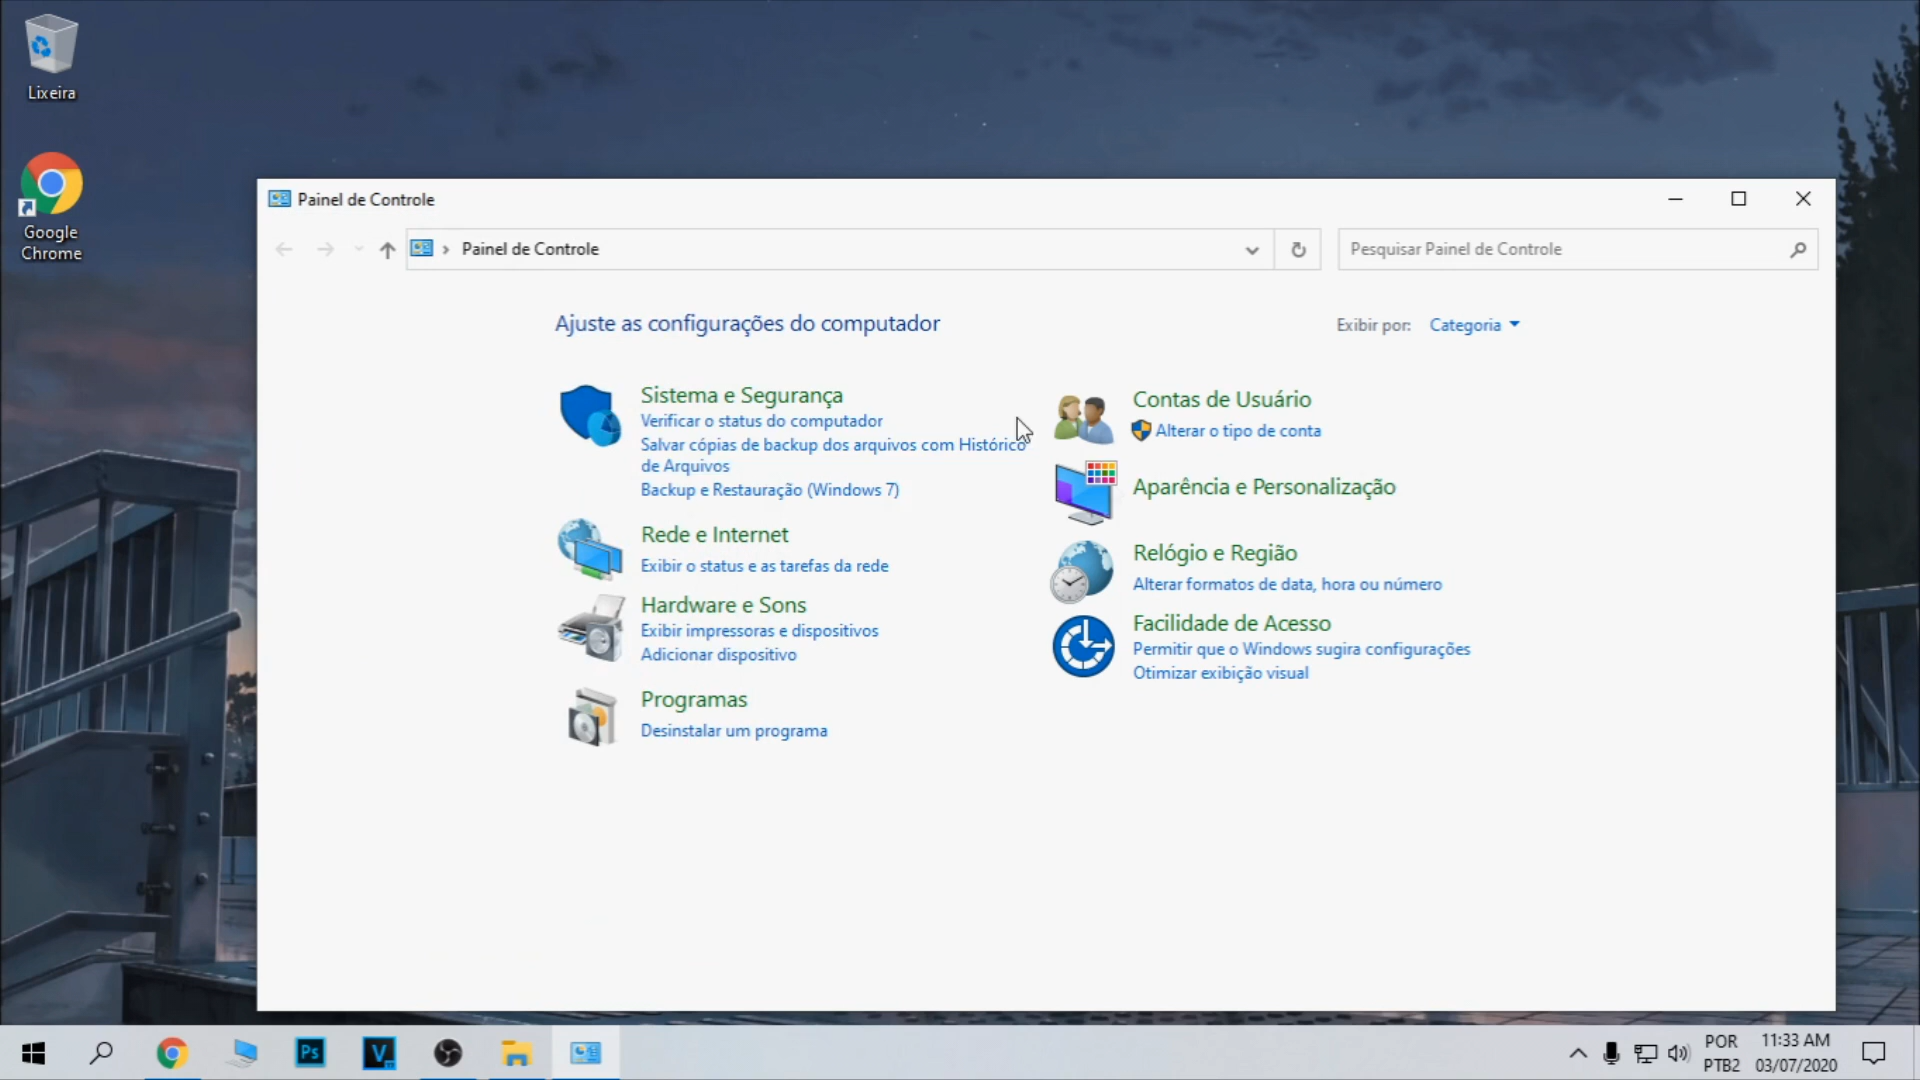 Lixeira
Google
Chrome
Painel de Controle
Painel de Controle
Pesquisar Painel de Controle
Ajuste as configurações do computador
Exibir por: Categoria
Sistema e Segurança
Verificar o status do computador
Salvar cópias de backup dos arquivos com Histórico
de Arquivos
Backup e Restauração (Windows 7)
Rede e Internet
Exibir o status e as tarefas da rede
Hardware e Sons
Exibir impressoras e dispositivos
Adicionar dispositivo
Programas
Desinstalar um programa
Contas de Usuário
Alterar o tipo de conta
Aparência e Personalização
Relógio e Região
Alterar formatos de data, hora ou número
Facilidade de Acesso
Permitir que o Windows sugira configurações
Otimizar exibição visual
Ps
V
POR
PTB2
11:33 AM
03/07/2020